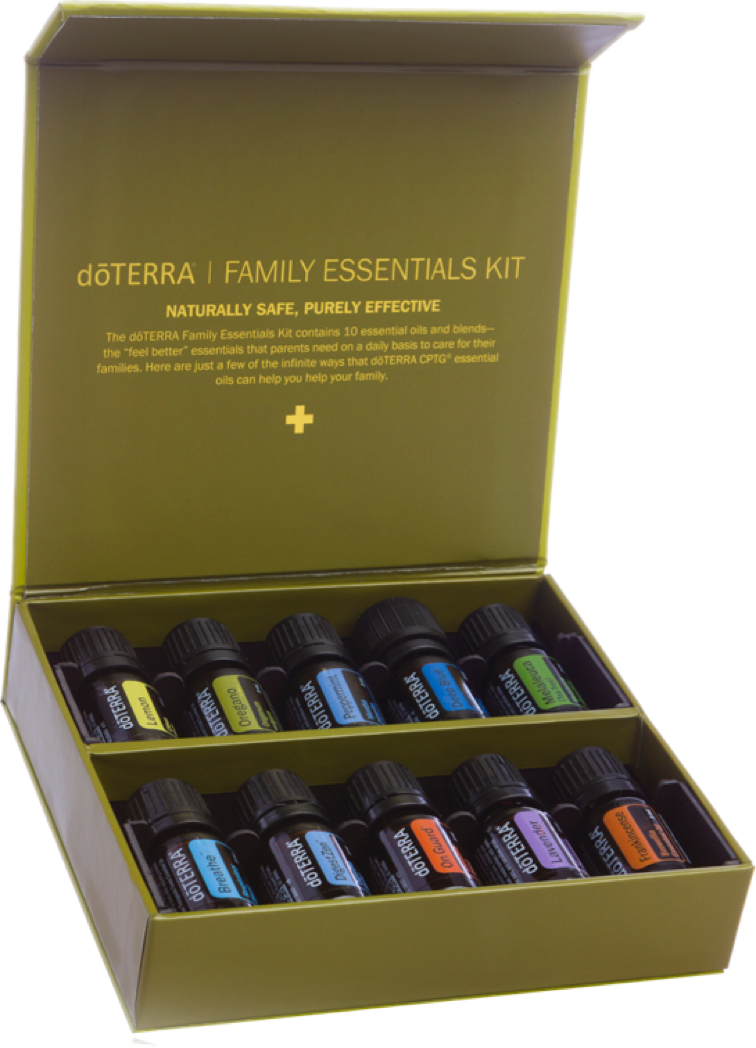 dōTERRA® | FAMILY ESSENTIALS KIT
NATURALLY SAFE, PURELY EFFECTIVE
The dōTERRA Family Essentials Kit contains 10 essential oils and blends—
the “feel better” essentials that parents need on a daily basis to care for their
families. Here are just a few of the infinite ways that dōTERRA CPTG® essential
oils can help you help your family.
dōTERRA
Lemon
dōTERRA
Oregano
dōTERRA
Peppermint
dōTERRA
Deep Blue
dōTERRA
Melaleuca
dōTERRA
Breathe
dōTERRA
DigestZen
dōTERRA
On Guard
dōTERRA
Lavender
dōTERRA
Frankincense